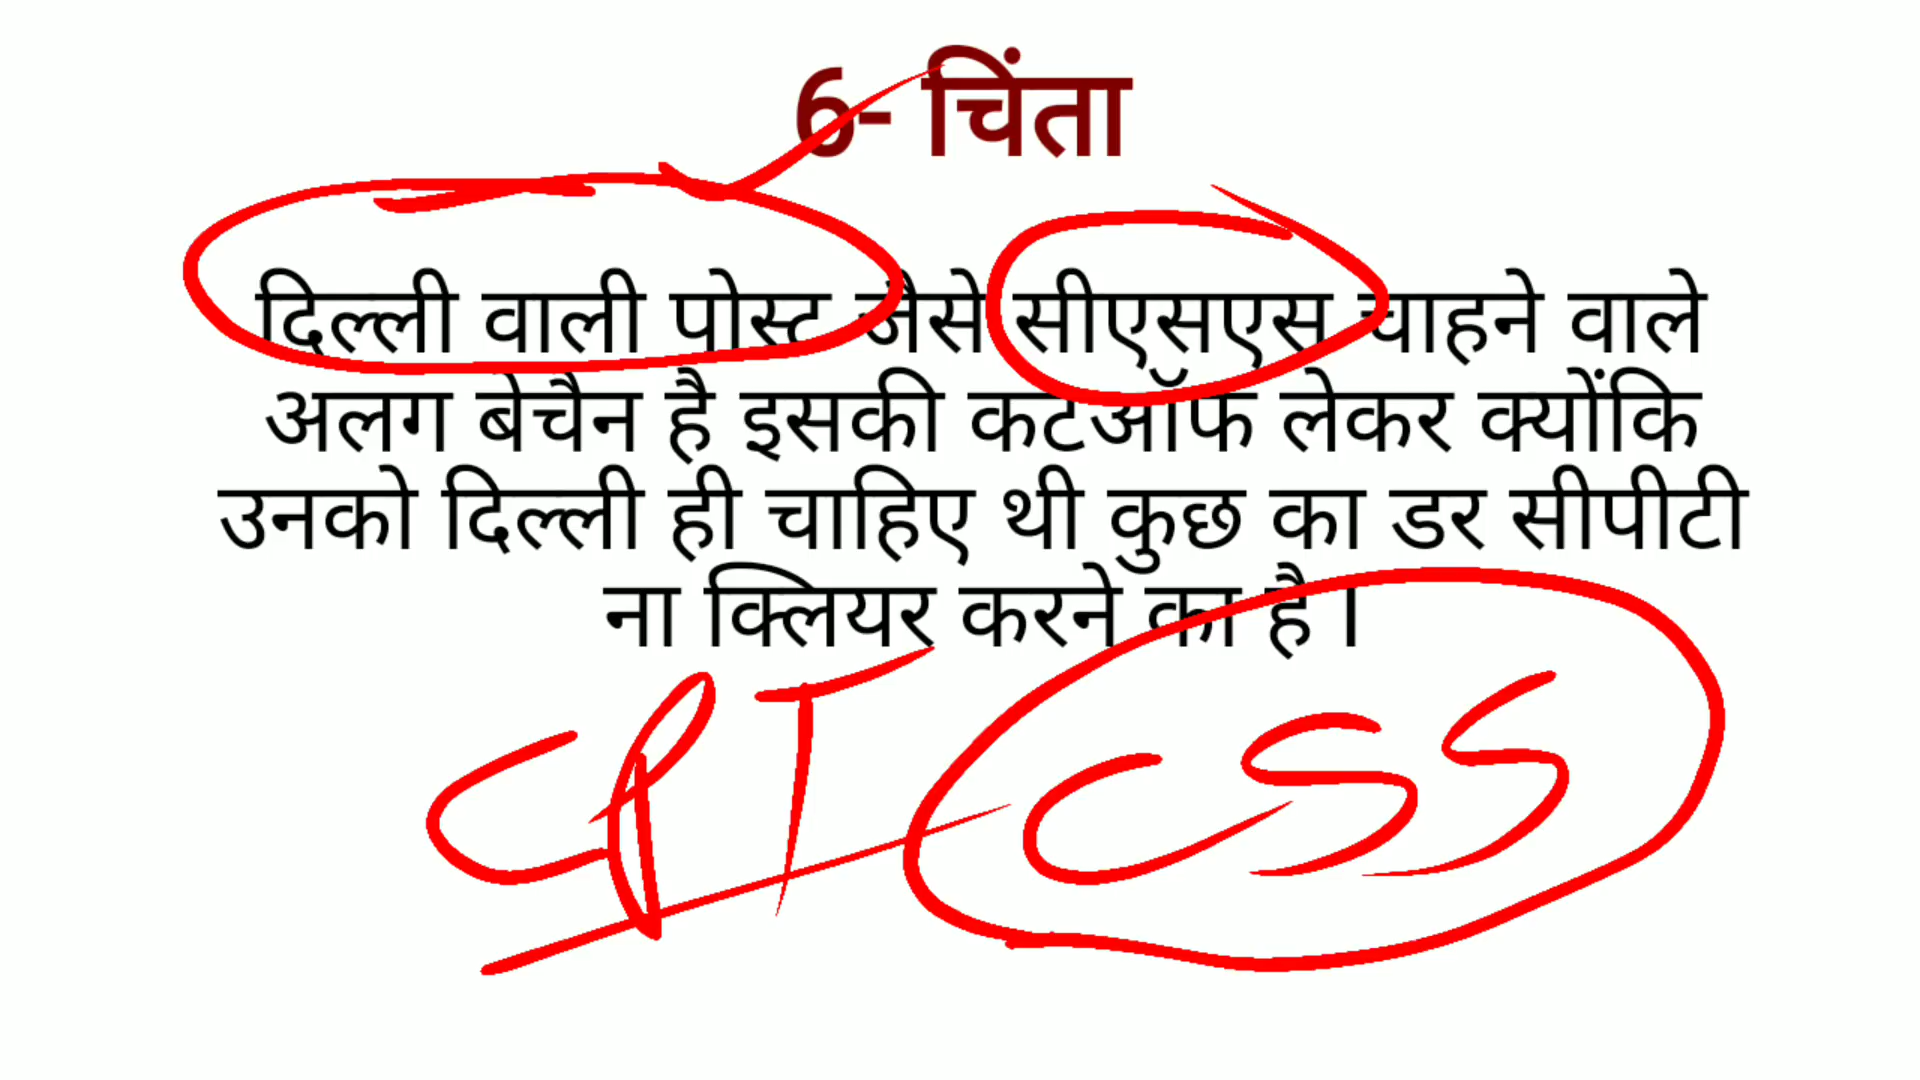 6- चिंता
दिल्ली वाली पोस्ट जैसे सीएसएस चाहने वाले
अलग बेचैन है इसकी कटऑफ लेकर क्योंकि
उनको दिल्ली ही चाहिए थी कुछ का डर सीपीटी
ना क्लियर करने का है ।
CPT CSS